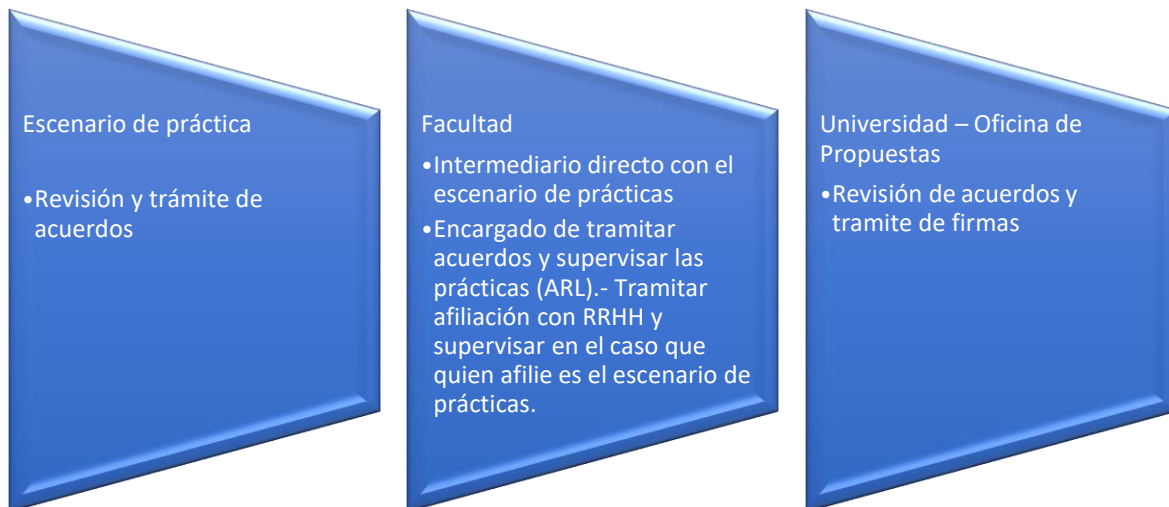 Escenario de práctica
•Revisión y trámite de
acuerdos
Facultad
•Intermediario directo con el
escenario de prácticas
•Encargado de tramitar
acuerdos y supervisar las
prácticas (ARL).- Tramitar
afiliación con RRHH y
supervisar en el caso que
quien afilie es el escenario de
prácticas.
Universidad – Oficina de
Propuestas
•Revisión de acuerdos y
tramite de firmas